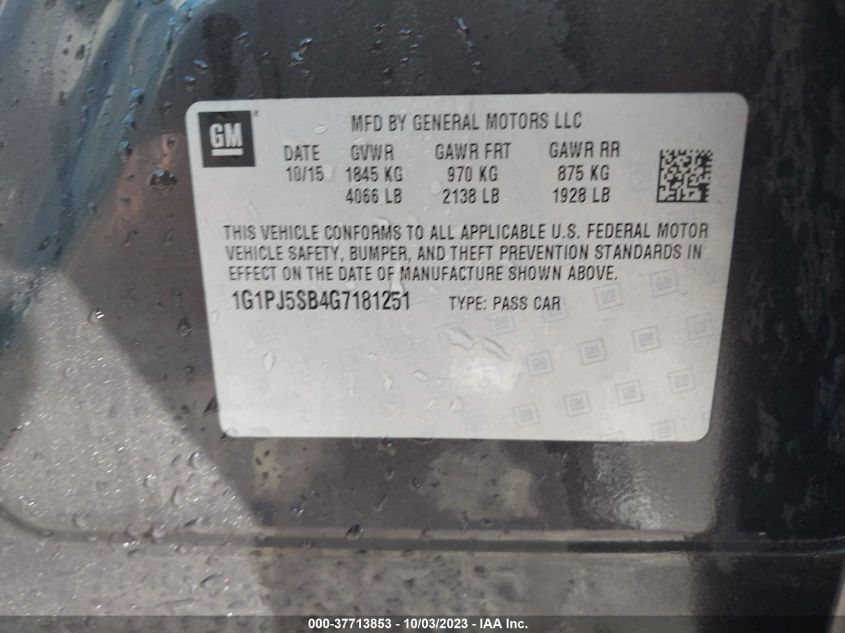 GM ®
MFD BY GENERAL MOTORS LLC
DATE GVWR GAWR FRT GAWR RR
10/15 1845 KG 970 KG 875 KG
4066 LB 2138 LB 1928 LB
THIS VEHICLE CONFORMS TO ALL APPLICABLE U.S. FEDERAL MOTOR
VEHICLE SAFETY, BUMPER, AND THEFT PREVENTION STANDARDS IN
EFFECT ON THE DATE OF MANUFACTURE SHOWN ABOVE.
1G1PJ5SB4G7181251 TYPE: PASS CAR
000-37713853 - 10/03/2023 - IAA Inc.